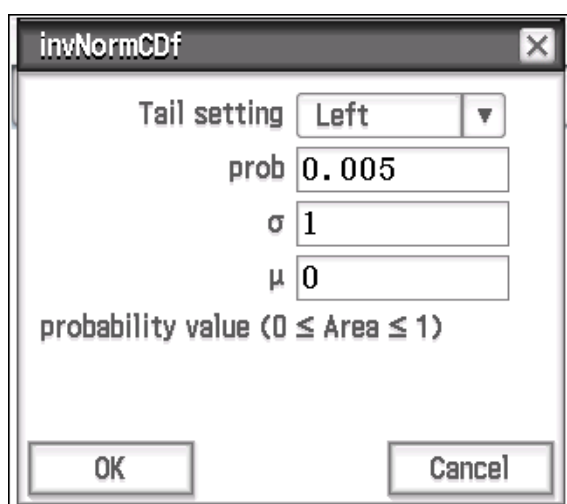 invNormCDf
Tail setting Left
prob 0.005
σ 1
μ 0
probability value (0 ≤ Area ≤ 1)
OK Cancel